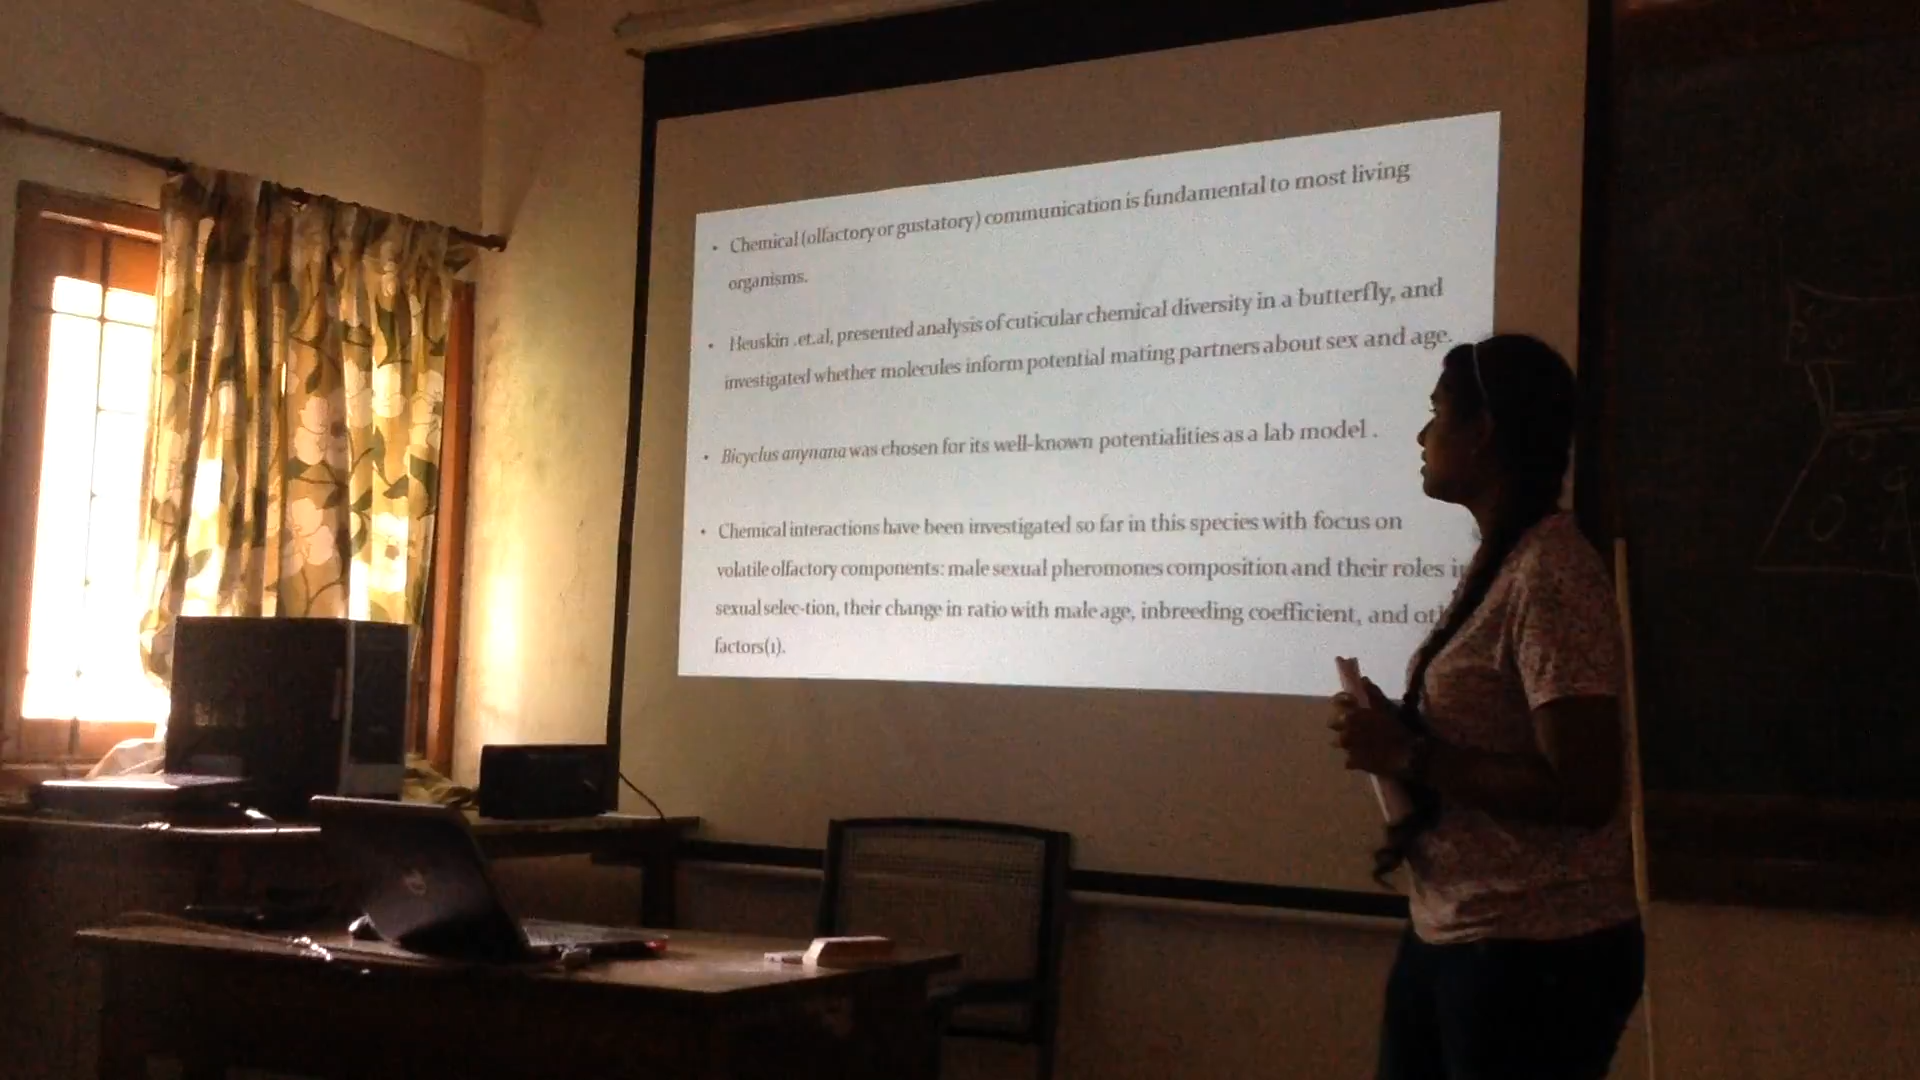 • Chemical (olfactory or gustatory) communication is fundamental to most living
organisms.
• Heuskin .et.al, presented analysis of cuticular chemical diversity in a butterfly, and
investigated whether molecules inform potential mating partners about sex and age.
• Bicyclus anynana was chosen for its well-known potentialities as a lab model .
• Chemical interactions have been investigated so far in this species with focus on
volatile olfactory components: male sexual pheromones composition and their roles
sexual selec-tion, their change in ratio with male age, inbreeding coefficient, and
factors(1).